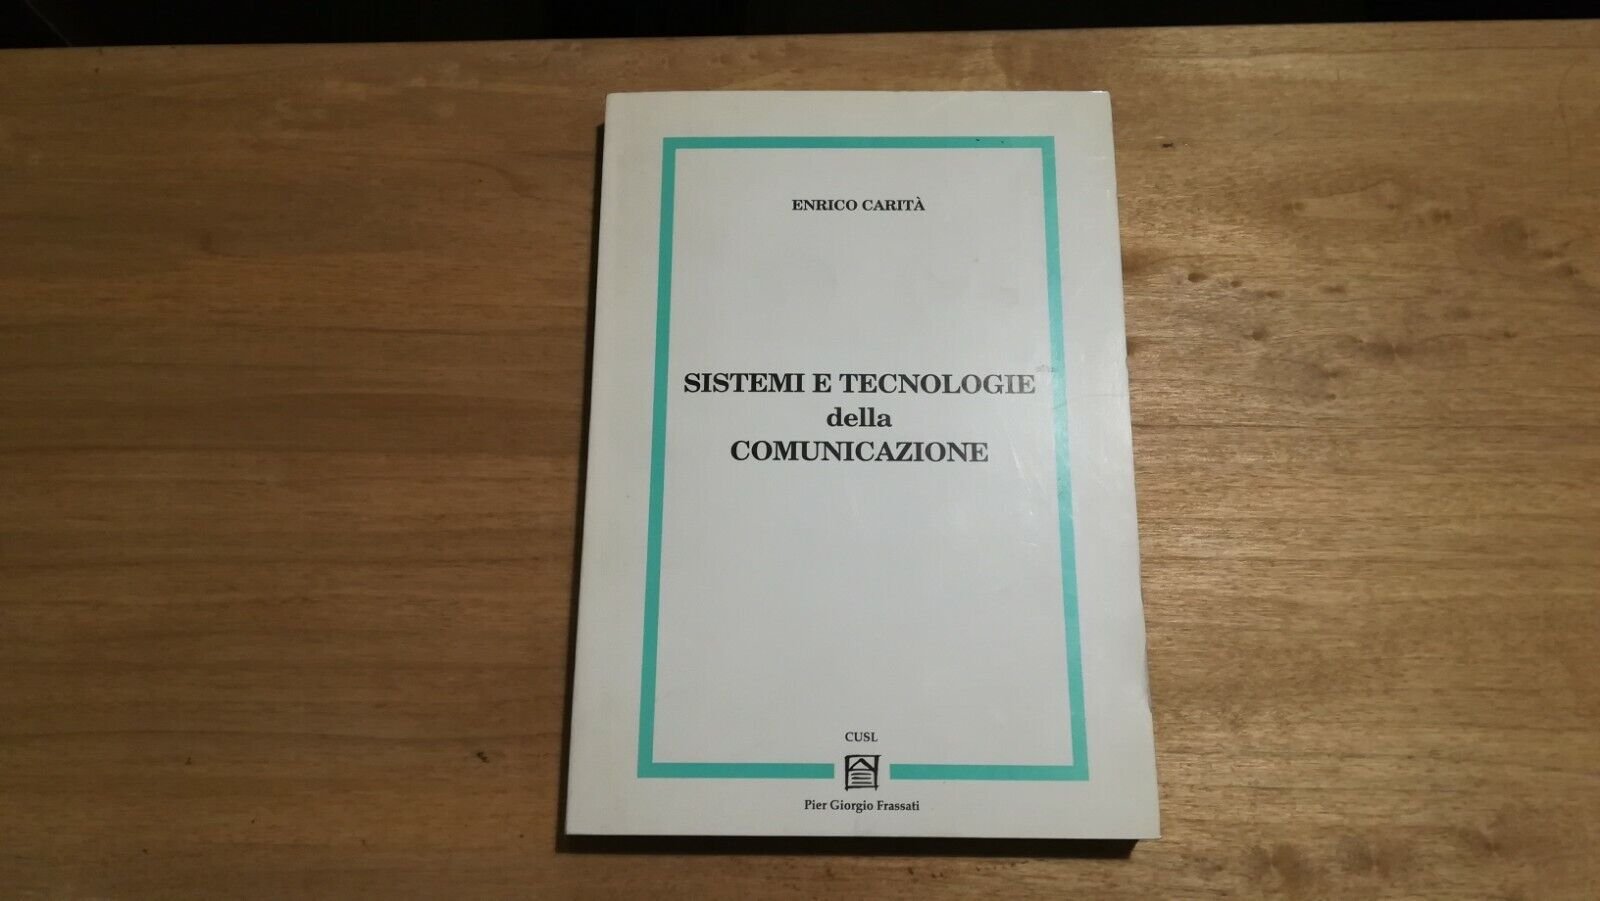 ENRICO CARITÀ
SISTEMI E TECNOLOGIE
della
COMUNICAZIONE
CUSL
Pier Giorgio Frassati